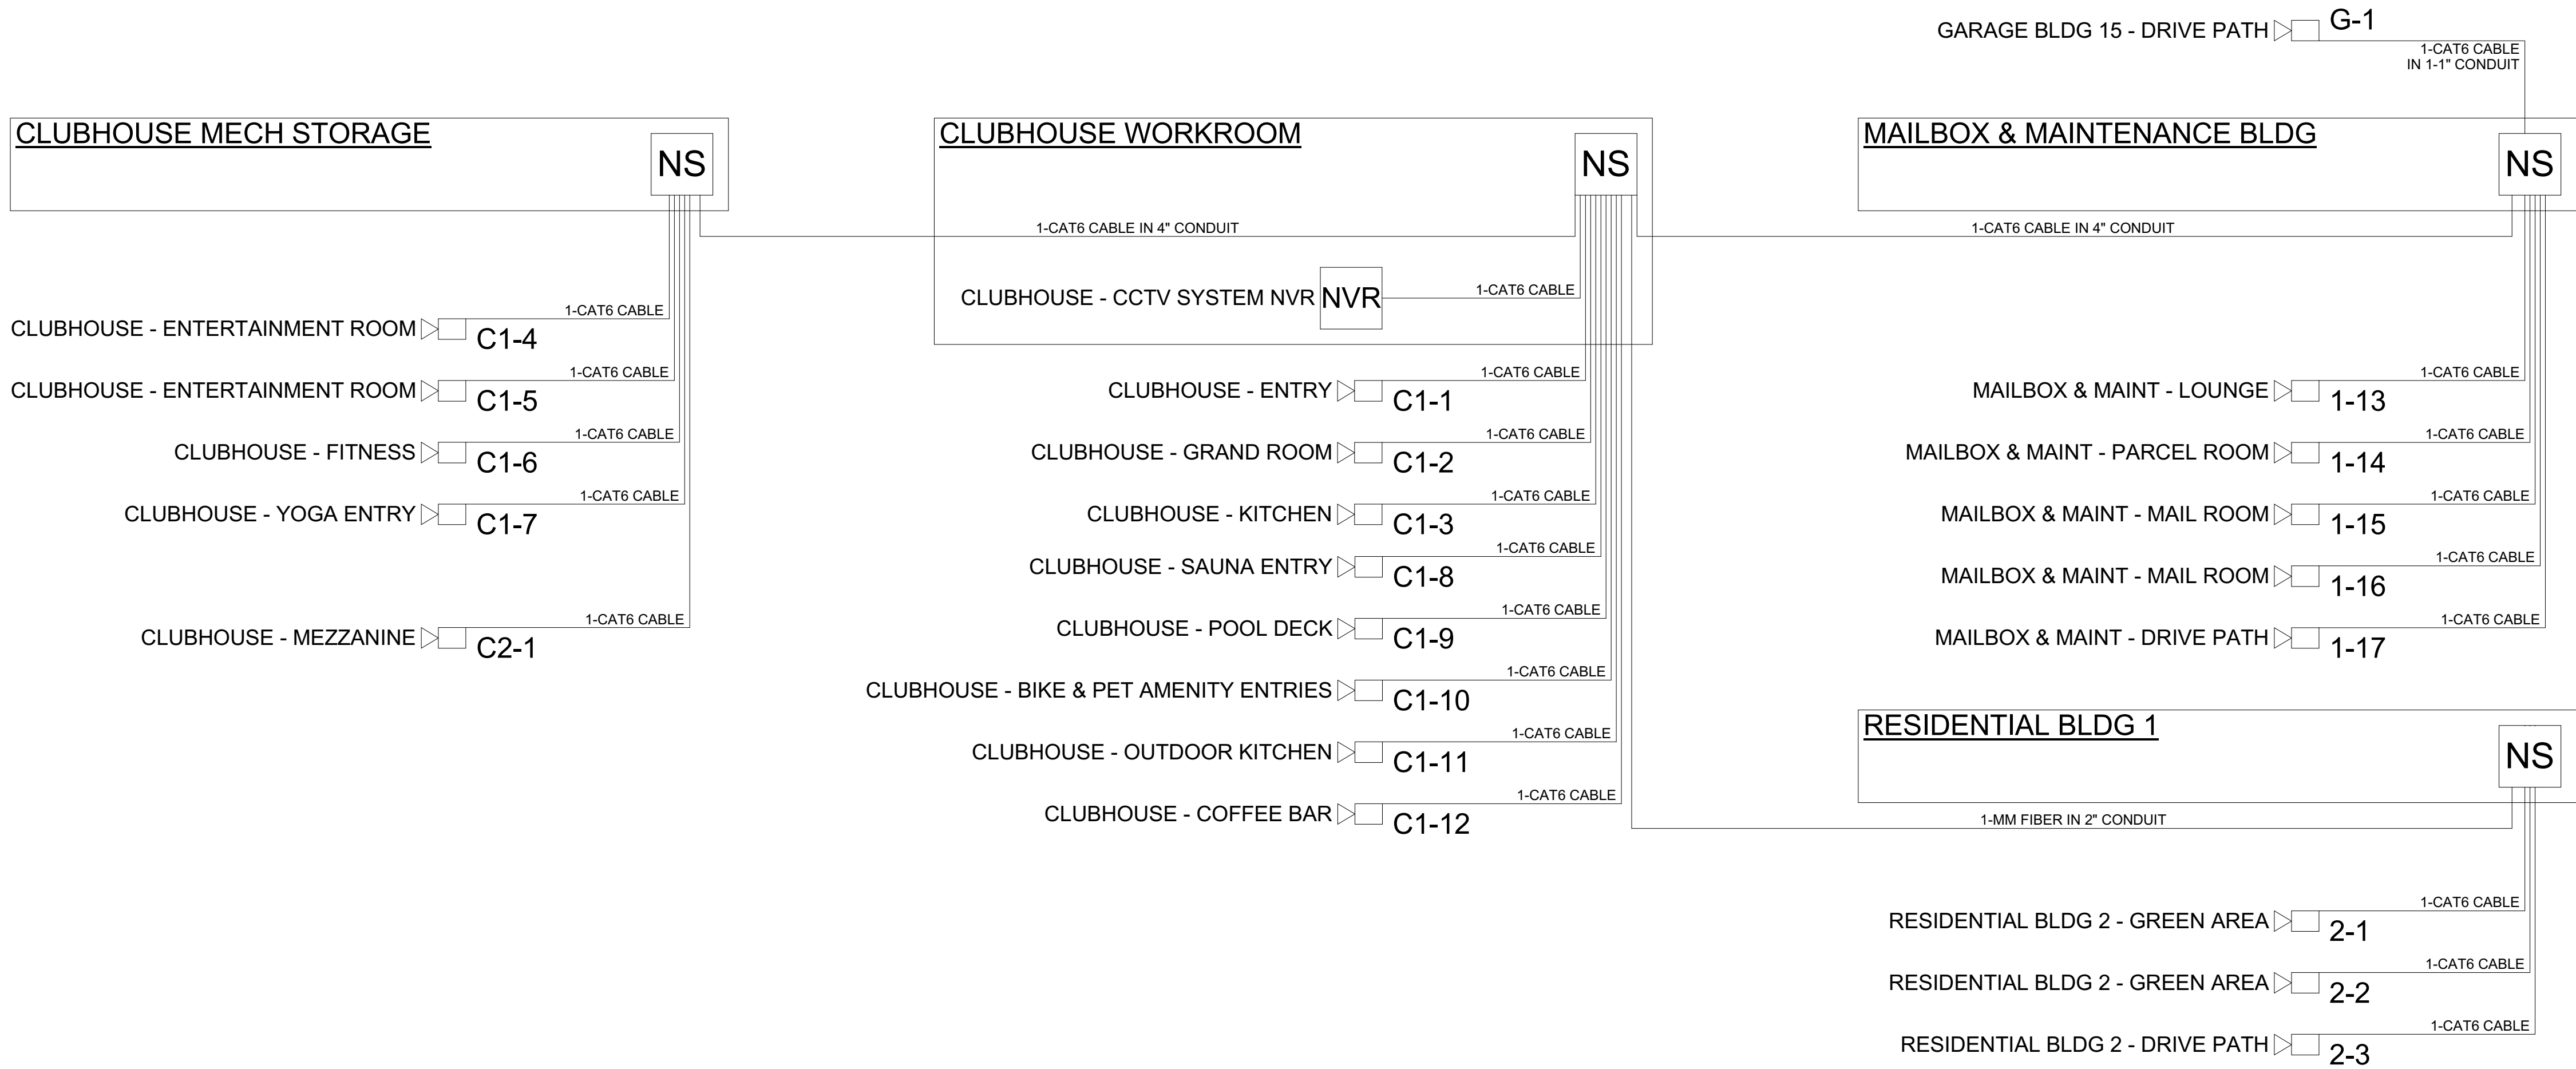 GARAGE BLDG 15 - DRIVE PATH
G-1
1-CAT6 CABLE
IN 1-1" CONDUIT
CLUBHOUSE MECH STORAGE
NS
1-CAT6 CABLE IN 4" CONDUIT
CLUBHOUSE - ENTERTAINMENT ROOM
1-CAT6 CABLE
C1-4
CLUBHOUSE - ENTERTAINMENT ROOM
1-CAT6 CABLE
C1-5
CLUBHOUSE - FITNESS
1-CAT6 CABLE
C1-6
CLUBHOUSE - YOGA ENTRY
1-CAT6 CABLE
C1-7
CLUBHOUSE - MEZZANINE
1-CAT6 CABLE
C2-1
CLUBHOUSE WORKROOM
NS
CLUBHOUSE - CCTV SYSTEM NVR
NVR
1-CAT6 CABLE
CLUBHOUSE - ENTRY
1-CAT6 CABLE
C1-1
CLUBHOUSE - GRAND ROOM
1-CAT6 CABLE
C1-2
CLUBHOUSE - KITCHEN
1-CAT6 CABLE
C1-3
CLUBHOUSE - SAUNA ENTRY
1-CAT6 CABLE
C1-8
CLUBHOUSE - POOL DECK
1-CAT6 CABLE
C1-9
CLUBHOUSE - BIKE & PET AMENITY ENTRIES
1-CAT6 CABLE
C1-10
CLUBHOUSE - OUTDOOR KITCHEN
1-CAT6 CABLE
C1-11
CLUBHOUSE - COFFEE BAR
1-CAT6 CABLE
C1-12
MAILBOX & MAINTENANCE BLDG
NS
1-CAT6 CABLE IN 4" CONDUIT
MAILBOX & MAINT - LOUNGE
1-CAT6 CABLE
1-13
MAILBOX & MAINT - PARCEL ROOM
1-CAT6 CABLE
1-14
MAILBOX & MAINT - MAIL ROOM
1-CAT6 CABLE
1-15
MAILBOX & MAINT - MAIL ROOM
1-CAT6 CABLE
1-16
MAILBOX & MAINT - DRIVE PATH
1-CAT6 CABLE
1-17
RESIDENTIAL BLDG 1
NS
1-MM FIBER IN 2" CONDUIT
RESIDENTIAL BLDG 2 - GREEN AREA
1-CAT6 CABLE
2-1
RESIDENTIAL BLDG 2 - GREEN AREA
1-CAT6 CABLE
2-2
RESIDENTIAL BLDG 2 - DRIVE PATH
1-CAT6 CABLE
2-3